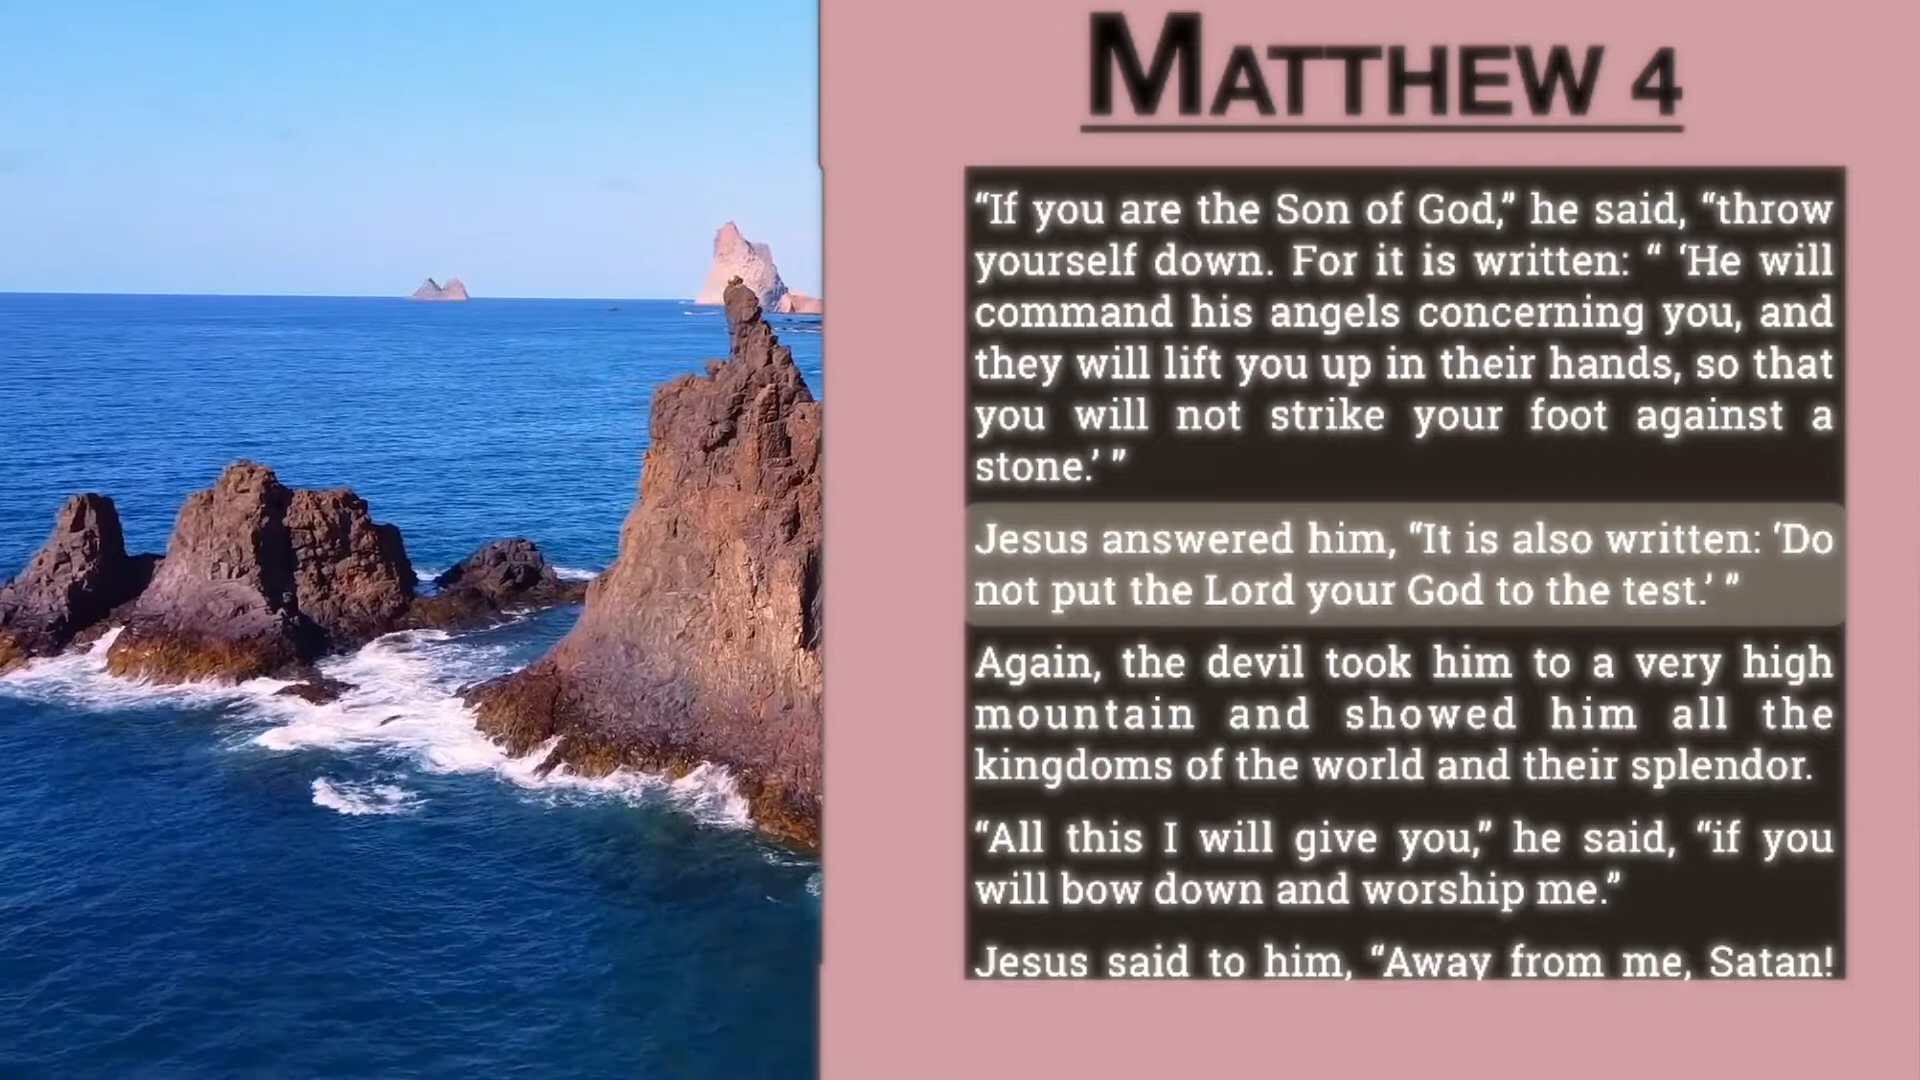 MATTHEW 4
“If you are the Son of God,” he said, “throw
yourself down. For it is written: “ ‘He will
command his angels concerning you, and
they will lift you up in their hands, so that
you will not strike your foot against a
stone.’ ”
Jesus answered him, “It is also written: ‘Do
not put the Lord your God to the test.’ ”
Again, the devil took him to a very high
mountain and showed him all the
kingdoms of the world and their splendor.
“All this I will give you,” he said, “if you
will bow down and worship me.”
Jesus said to him, “Away from me, Satan!